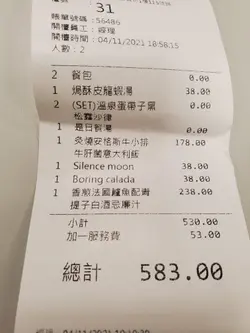 31
賬單號碼:56486
開檯員工:經理
開檯時間:04/11/2021 18:56:15
人數:2
2 餐包 0.00
1 焗酥皮龍蝦湯 38.00
2 (SET)溫泉蛋帶子黑 0.00
松露沙律
1 是日餐湯 0.00
1 炙燒安格斯牛小排 178.00
牛肝菌意大利飯
1 Silence moon 38.00
1 Boring calada 38.00
1 香煎法國鱸魚配青 238.00
提子白酒忌廉汁
小計 530.00
加一服務費 53.00
總計 583.00